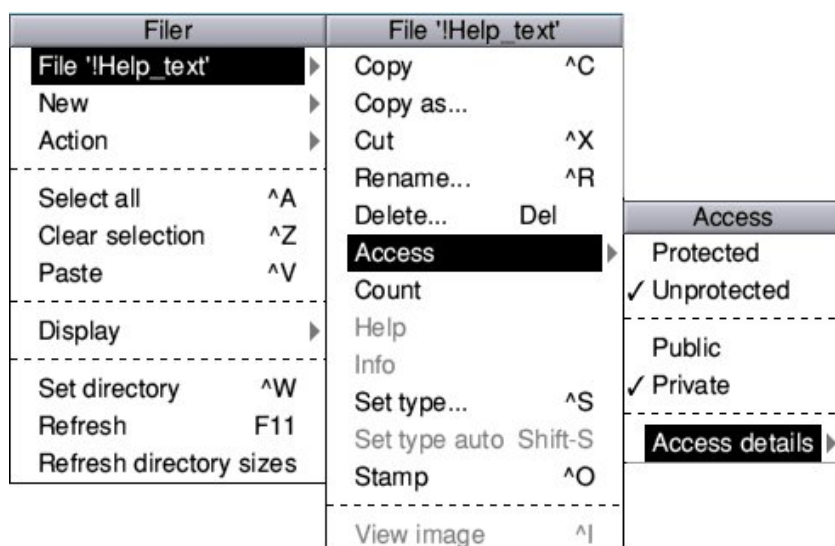 Filer
File '!Help_text'
New
Action
Select all ^A
Clear selection ^Z
Paste ^V
Display
Set directory ^W
Refresh F11
Refresh directory sizes
File '!Help_text'
Copy ^C
Copy as...
Cut ^X
Rename... ^R
Delete... Del
Access
Count
Help
Info
Set type... ^S
Set type auto Shift-S
Stamp ^O
View image ^I
Access
Protected
✓ Unprotected
Public
✓ Private
Access details